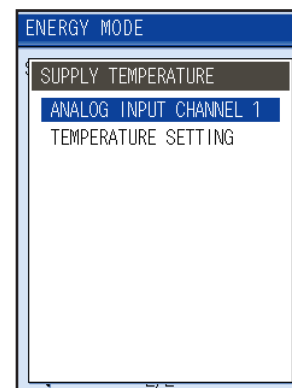 ENERGY MODE
SUPPLY TEMPERATURE
ANALOG INPUT CHANNEL 1
TEMPERATURE SETTING